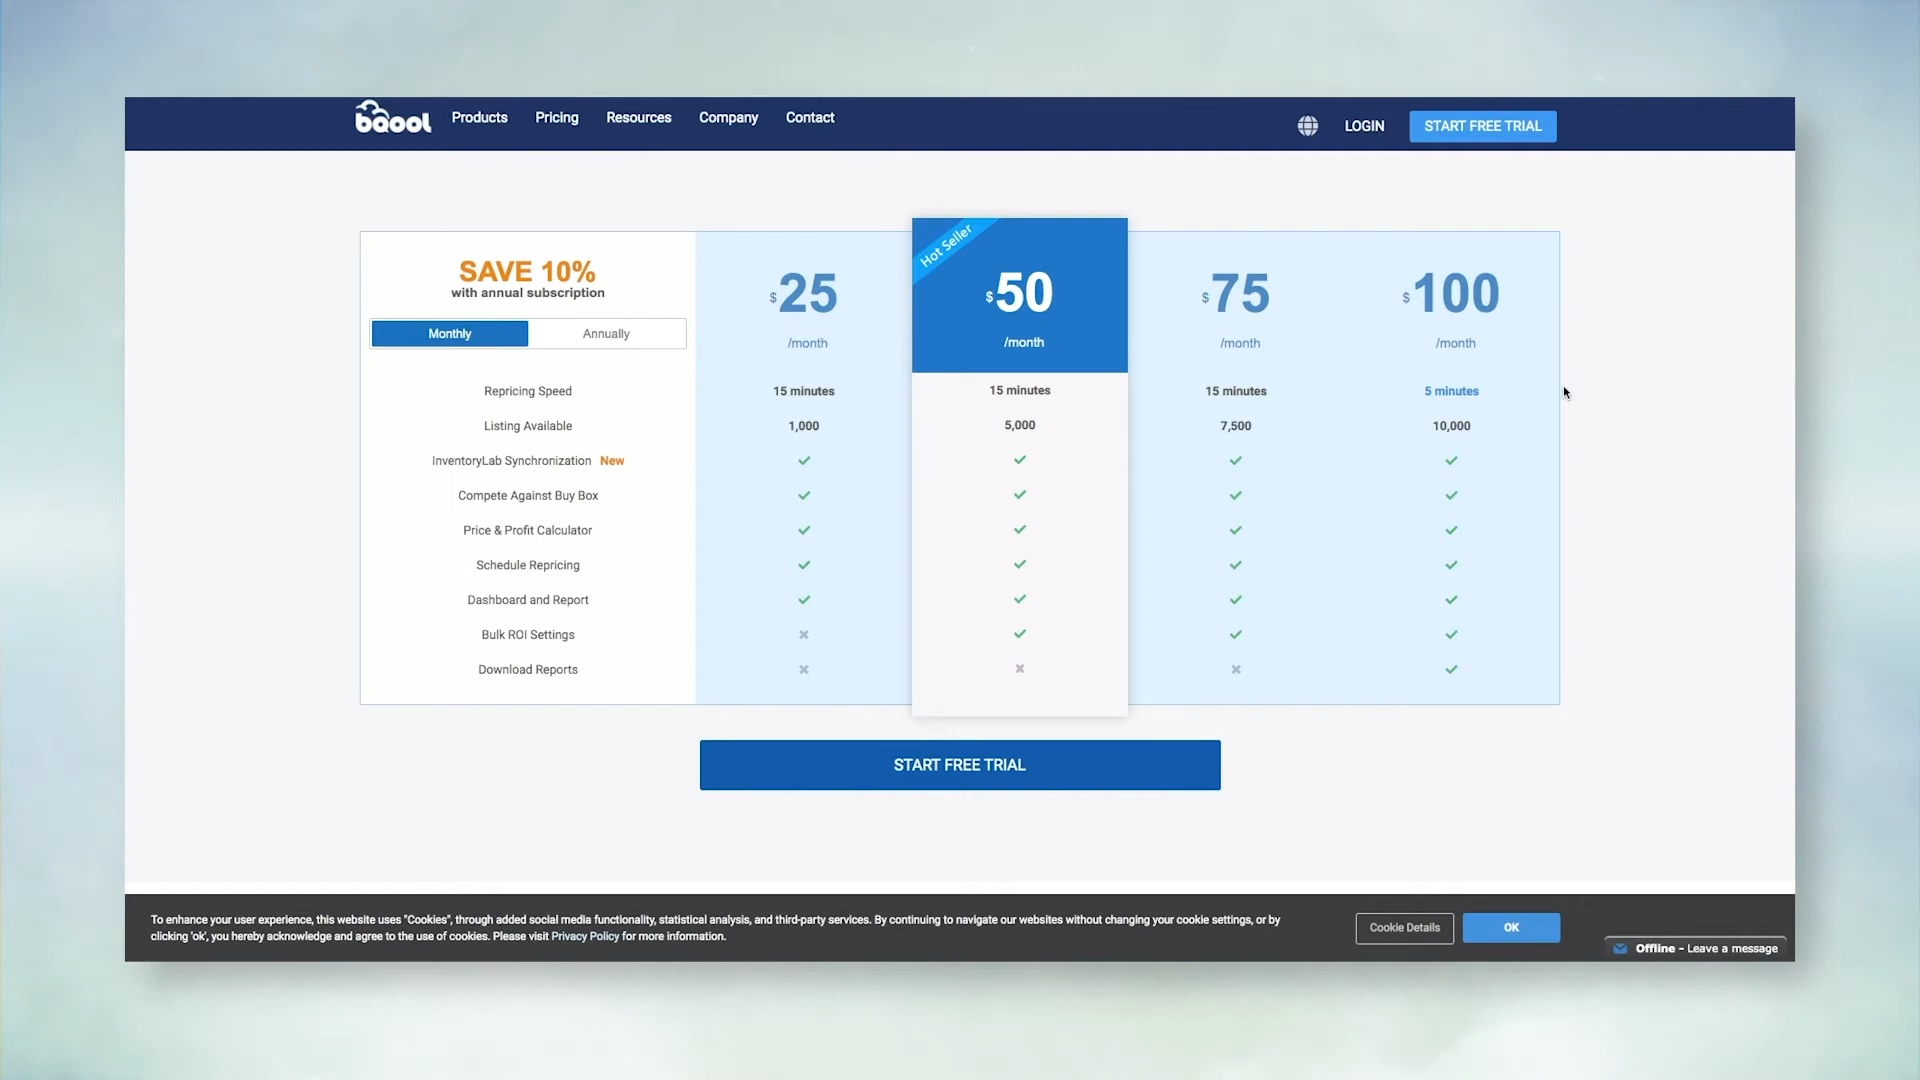 bqool Products Pricing Resources Company Contact LOGIN START FREE TRIAL
SAVE 10%
with annual subscription
Monthly Annually
$25 /month
Hot Seller
$50 /month
$75 /month
$100 /month
Repricing Speed 15 minutes 15 minutes 15 minutes 5 minutes
Listing Available 1,000 5,000 7,500 10,000
InventoryLab Synchronization New
Compete Against Buy Box
Price & Profit Calculator
Schedule Repricing
Dashboard and Report
Bulk ROI Settings
Download Reports
START FREE TRIAL
To enhance your user experience, this website uses "Cookies", through added social media functionality, statistical analysis, and third-party services. By continuing to navigate our websites without changing your cookie settings, or by
clicking 'ok', you hereby acknowledge and agree to the use of cookies. Please visit Privacy Policy for more information.
Cookie Details OK
Offline - Leave a message